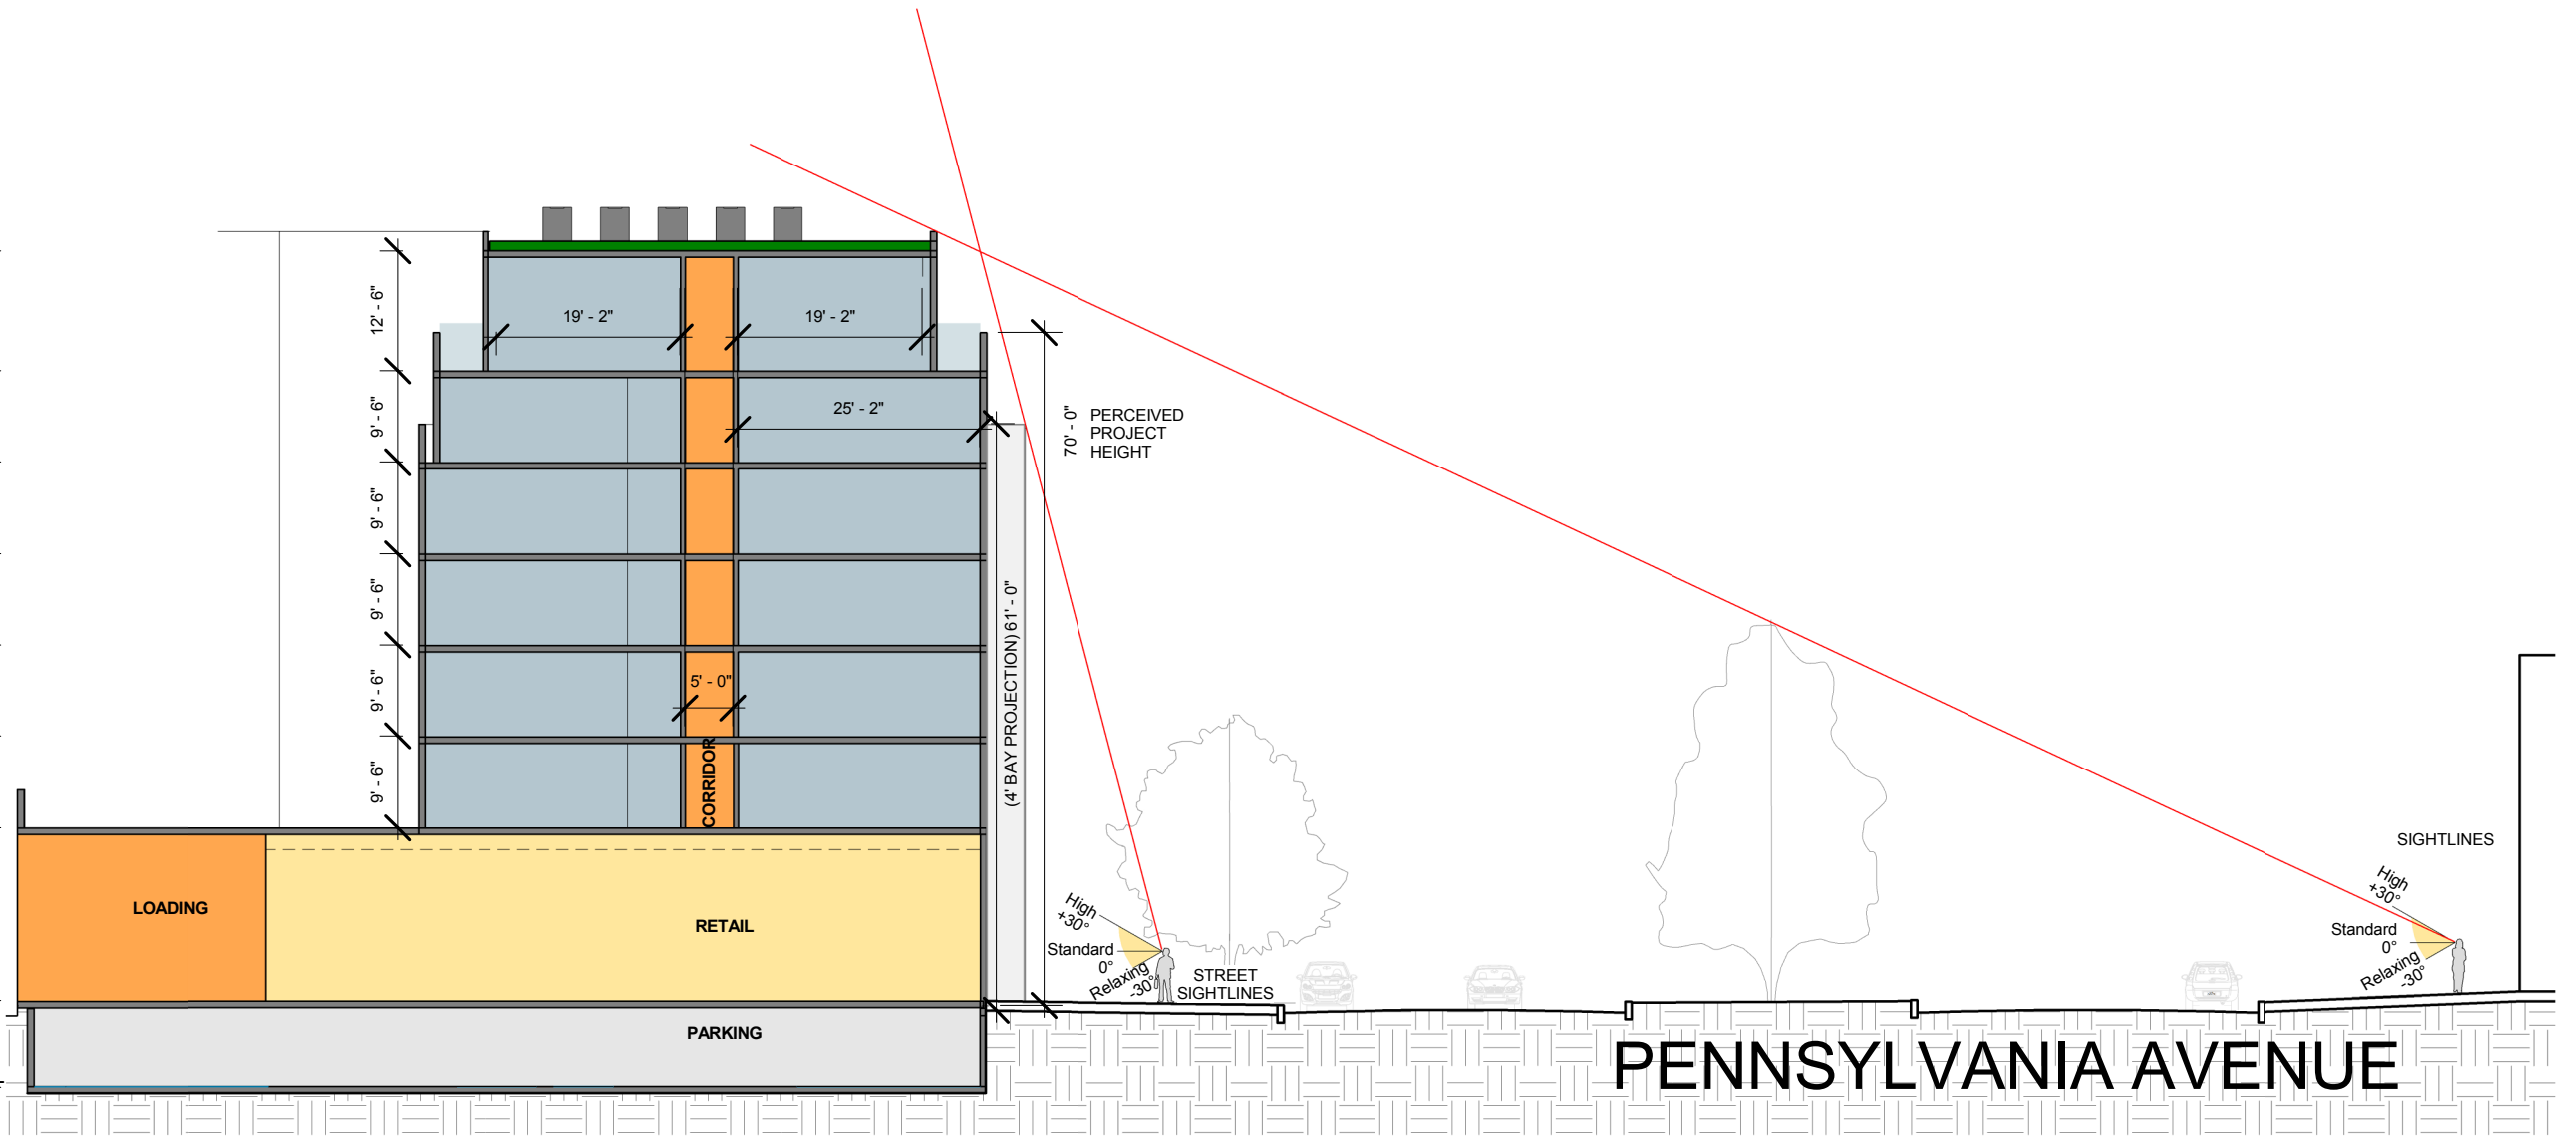 12' - 6"
19' - 2"
19' - 2"
9' - 6"
25' - 2"
70' - 0"
PERCEIVED
PROJECT
HEIGHT
9' - 6"
9' - 6"
(4' BAY PROJECTION) 61' - 0"
9' - 6"
5' - 0"
9' - 6"
CORRIDOR
LOADING
RETAIL
PARKING
High
+30°
Standard
0°
Relaxing
-30°
STREET
SIGHTLINES
SIGHTLINES
High
+30°
Standard
0°
Relaxing
-30°
PENNSYLVANIA AVENUE